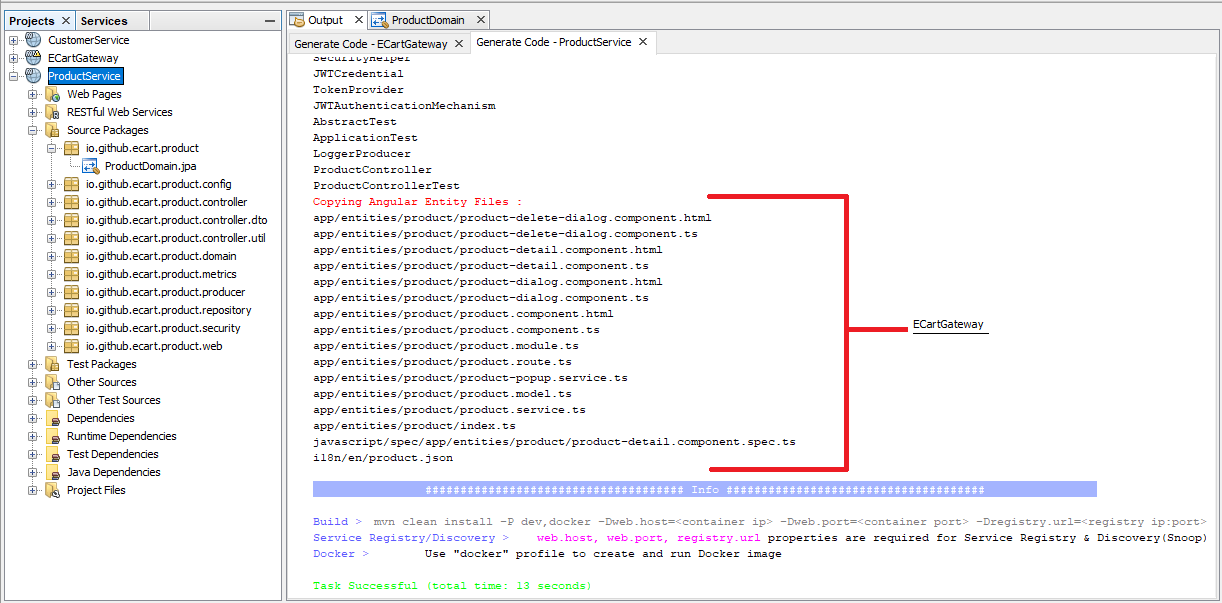 Projects
Services
CustomerService
ECartGateway
ProductService
Web Pages
RESTful Web Services
Source Packages
io.github.ecart.product
ProductDomain.jpa
io.github.ecart.product.config
io.github.ecart.product.controller
io.github.ecart.product.controller.dto
io.github.ecart.product.controller.util
io.github.ecart.product.domain
io.github.ecart.product.metrics
io.github.ecart.product.producer
io.github.ecart.product.repository
io.github.ecart.product.security
io.github.ecart.product.web
Test Packages
Other Sources
Other Test Sources
Dependencies
Runtime Dependencies
Test Dependencies
Java Dependencies
Project Files
Output
ProductDomain
Generate Code - ECartGateway
Generate Code - ProductService
SecurityHelper
JWTCredential
TokenProvider
JWTAuthenticationMechanism
AbstractTest
ApplicationTest
LoggerProducer
ProductController
ProductControllerTest
Copying Angular Entity Files :
app/entities/product/product-delete-dialog.component.html
app/entities/product/product-delete-dialog.component.ts
app/entities/product/product-detail.component.html
app/entities/product/product-detail.component.ts
app/entities/product/product-dialog.component.html
app/entities/product/product-dialog.component.ts
app/entities/product/product.component.html
app/entities/product/product.component.ts
app/entities/product/product.module.ts
app/entities/product/product.route.ts
app/entities/product/product-popup.service.ts
app/entities/product/product.model.ts
app/entities/product/product.service.ts
app/entities/product/index.ts
javascript/spec/app/entities/product/product-detail.component.spec.ts
i18n/en/product.json
ECartGateway
##################################### Info #####################################
Build > mvn clean install -P dev,docker -Dweb.host=<container ip> -Dweb.port=<container port> -Dregistry.url=<registry ip:port>
Service Registry/Discovery > web.host, web.port, registry.url properties are required for Service Registry & Discovery(Snoop)
Docker > Use "docker" profile to create and run Docker image
Task Successful (total time: 13 seconds)